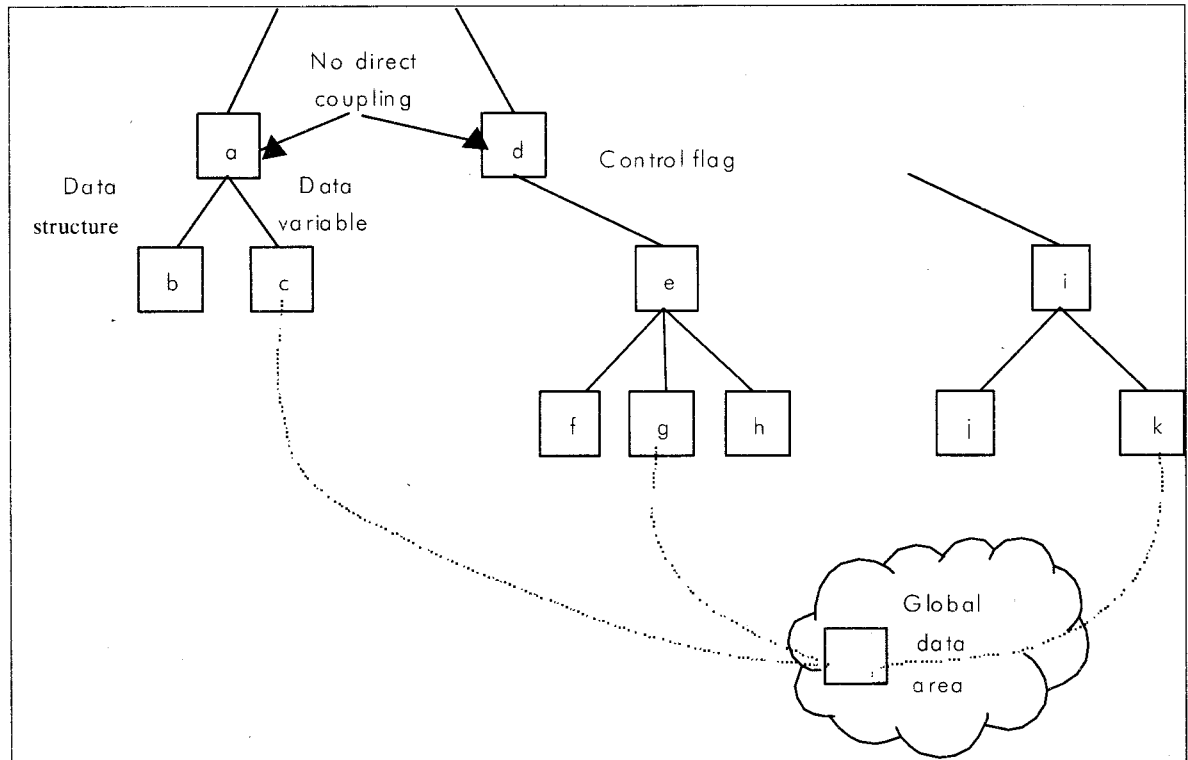 No direct
coupling
a
d
Control flag
Data
structure
Data
variable
b
c
e
i
f
g
h
j
k
Global
data
area